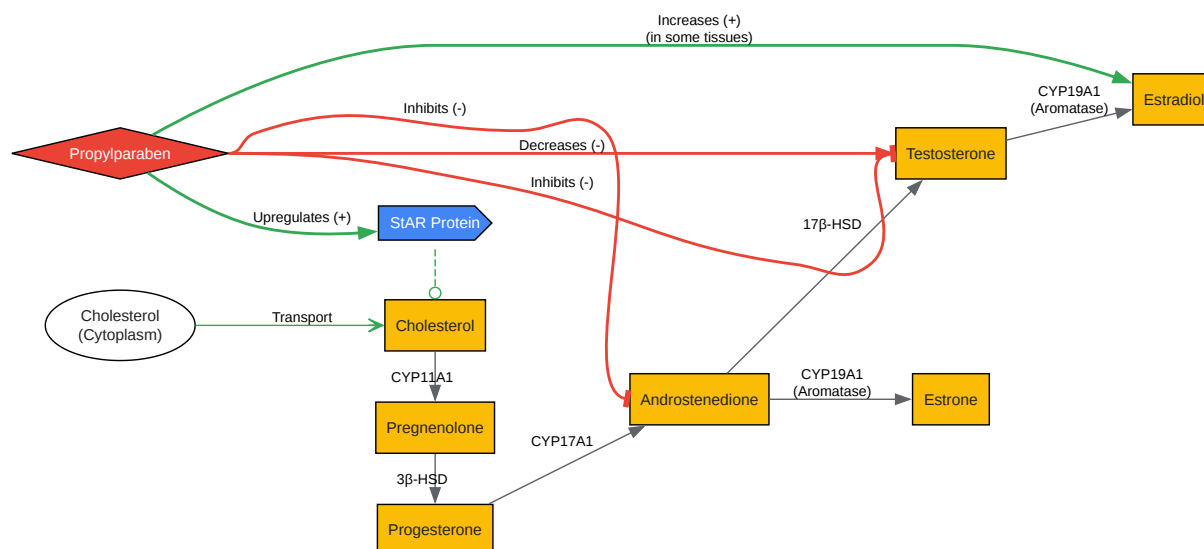 Increases (+)
(in some tissues)
CYP19A1
(Aromatase)
Estradiol
Inhibits (-)
Propylparaben
Decreases (-)
Testosterone
Inhibits (-)
Upregulates (+)
StAR Protein
17β-HSD
Cholesterol
(Cytoplasm)
Transport
Cholesterol
CYP11A1
CYP19A1
(Aromatase)
Androstenedione
Estrone
Pregnenolone
CYP17A1
3β-HSD
Progesterone